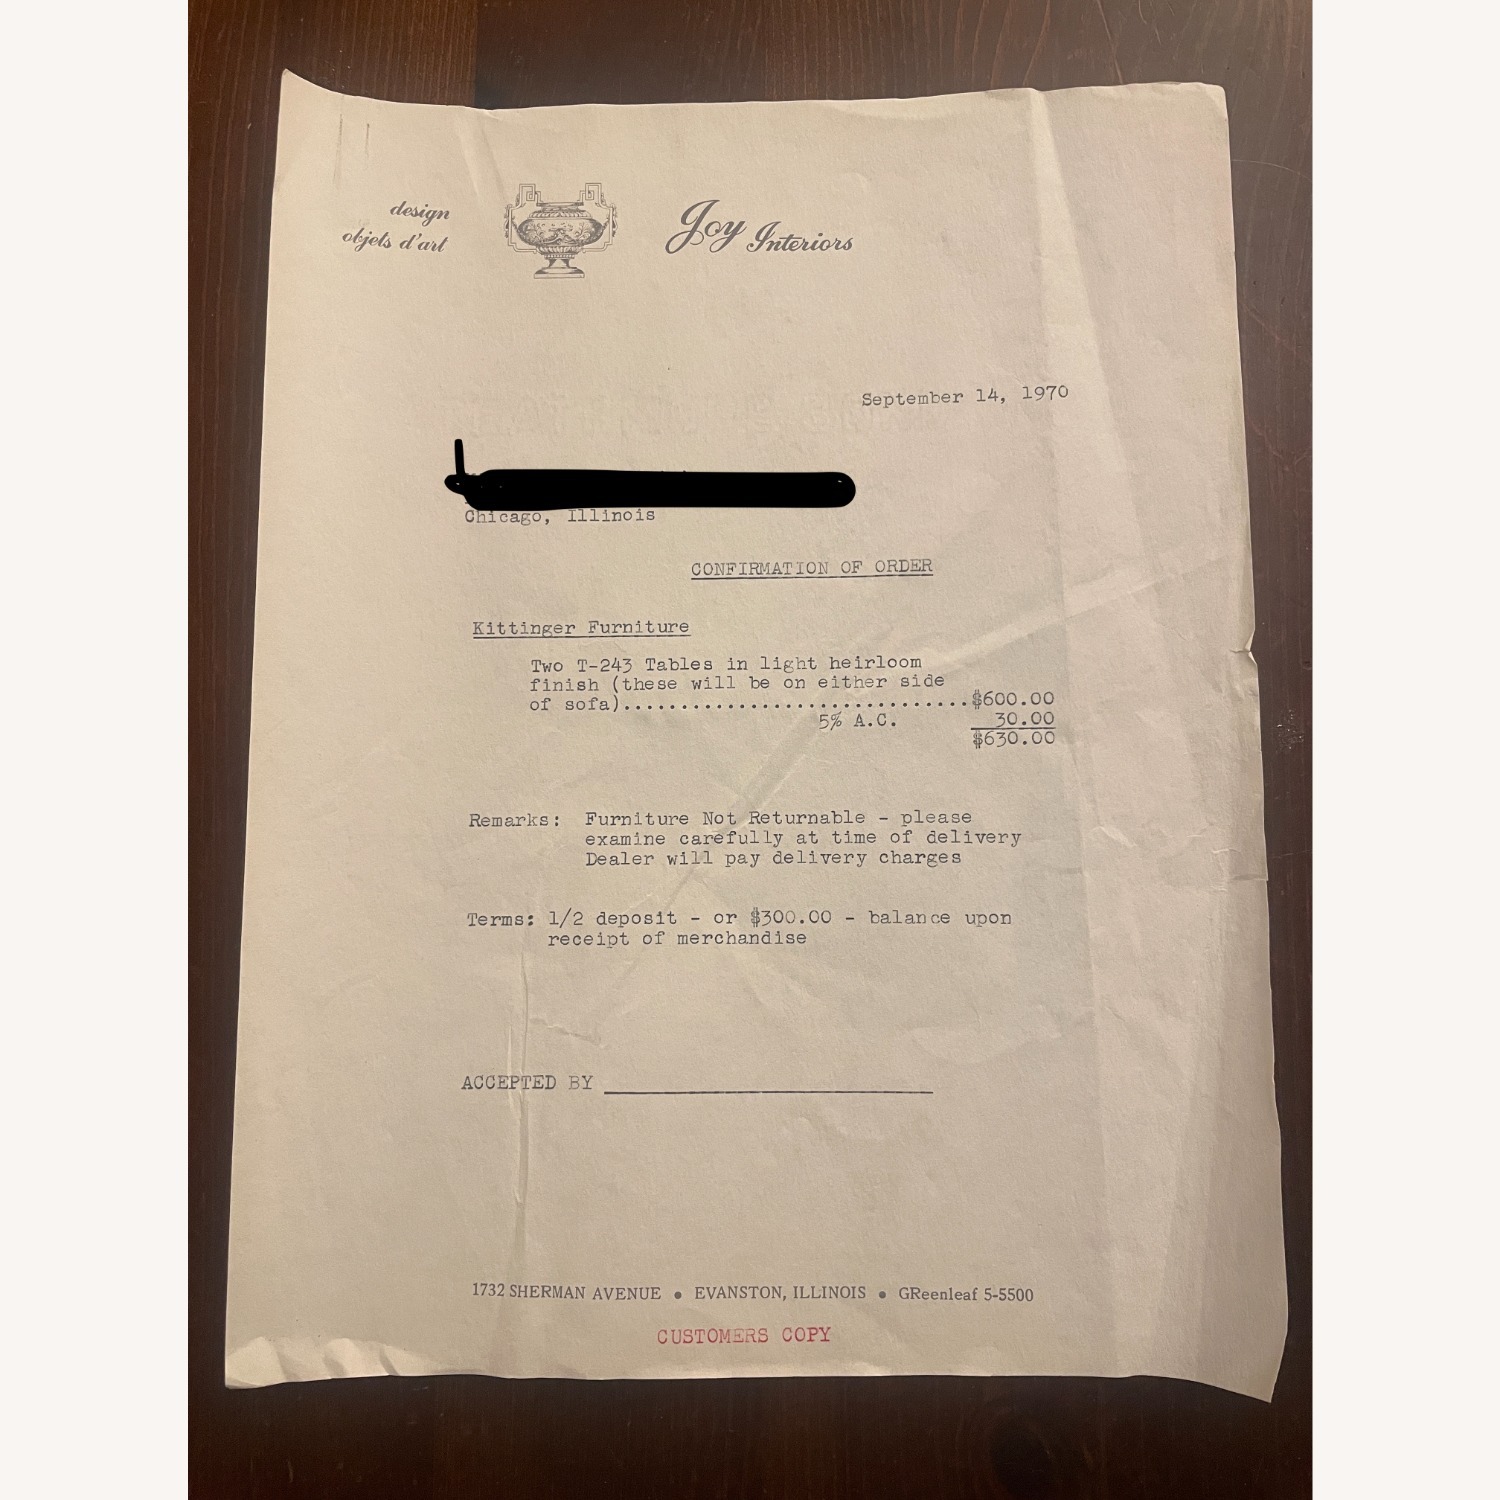 design
objets d'art
Joy Interiors
September 14, 1970
Chicago, Illinois
CONFIRMATION OF ORDER
Kittinger Furniture
Two T-243 Tables in light heirloom
finish (these will be on either side
of sofa)..............................$600.00
5% A.C. 30.00
$630.00
Remarks: Furniture Not Returnable - please
examine carefully at time of delivery
Dealer will pay delivery charges
Terms: 1/2 deposit - or $300.00 - balance upon
receipt of merchandise
ACCEPTED BY
1732 SHERMAN AVENUE • EVANSTON, ILLINOIS • GReenleaf 5-5500
CUSTOMERS COPY